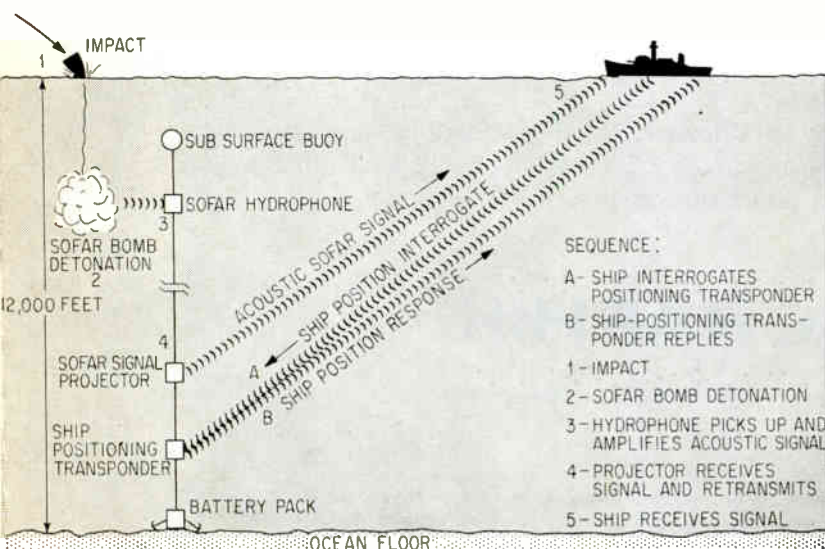 IMPACT
1
SUB SURFACE BUOY
SOFAR HYDROPHONE
3
SOFAR BOMB
DETONATION
2
12,000 FEET
4
SOFAR SIGNAL
PROJECTOR
SHIP
POSITIONING
TRANSPONDER
BATTERY PACK
OCEAN FLOOR
5
ACOUSTIC SOFAR SIGNAL
SHIP POSITION INTERROGATE
A
SHIP POSITION RESPONSE
B
SEQUENCE:
A- SHIP INTERROGATES
POSITIONING TRANSPONDER
B- SHIP-POSITIONING TRANS-
PONDER REPLIES
1- IMPACT
2- SOFAR BOMB DETONATION
3- HYDROPHONE PICKS UP AND
AMPLIFIES ACOUSTIC SIGNAL
4- PROJECTOR RECEIVES
SIGNAL AND RETRANSMITS
5- SHIP RECEIVES SIGNAL